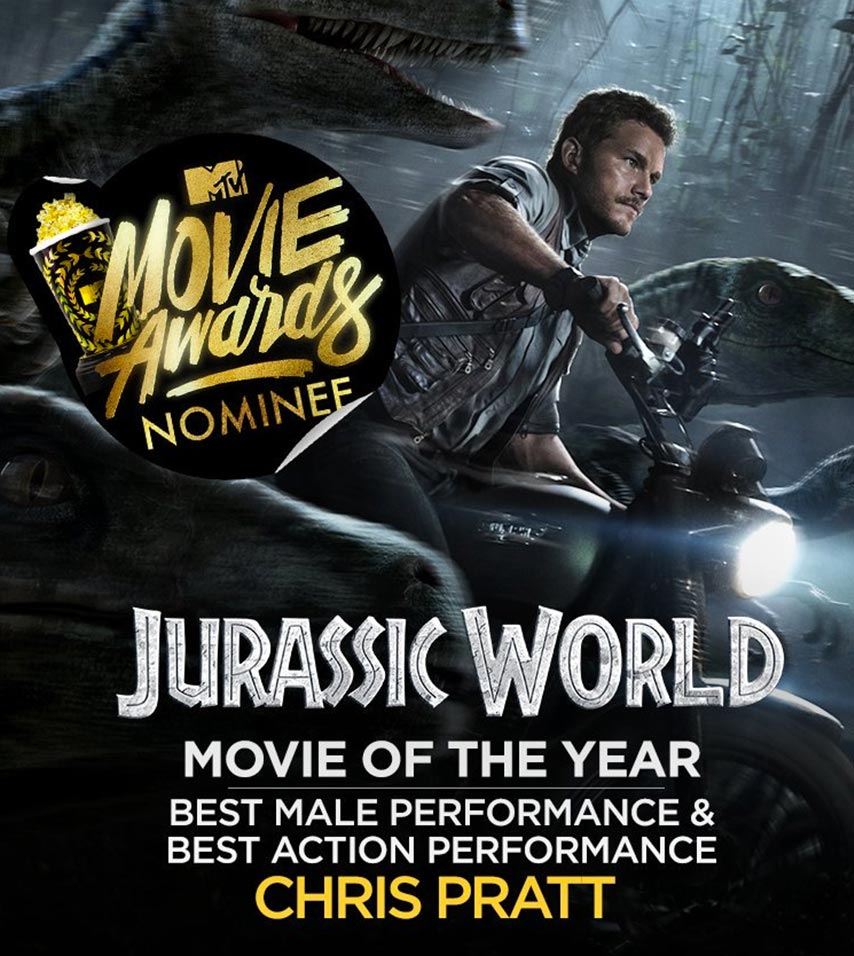 MTV
MOVIE
AWARDS
NOMINEE
JURASSIC WORLD
MOVIE OF THE YEAR
BEST MALE PERFORMANCE &
BEST ACTION PERFORMANCE
CHRIS PRATT